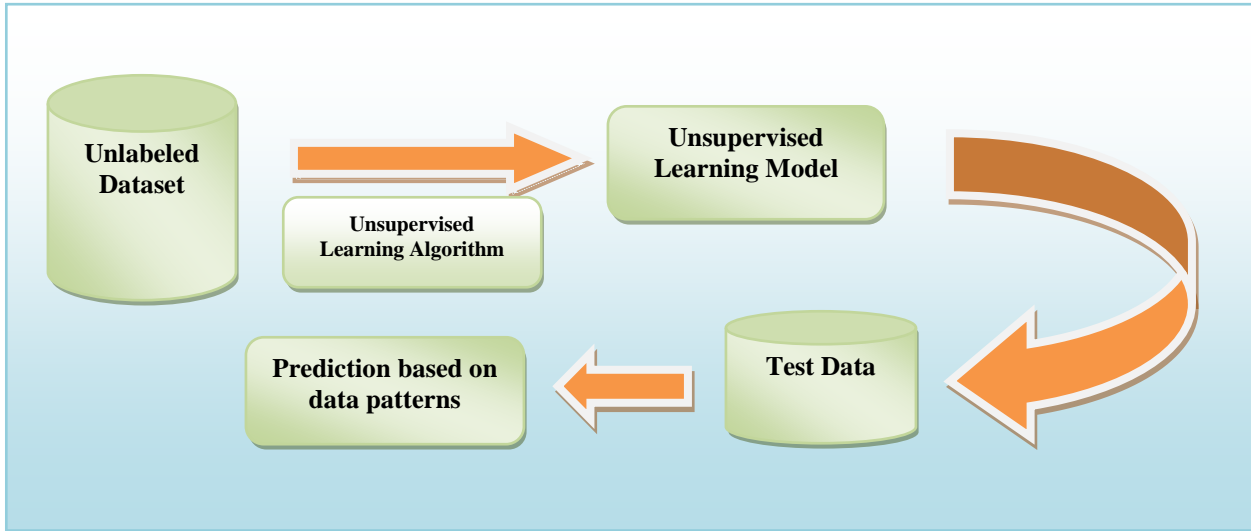 Unlabeled
Dataset
Unsupervised
Learning Algorithm
Unsupervised
Learning Model
Test Data
Prediction based on
data patterns